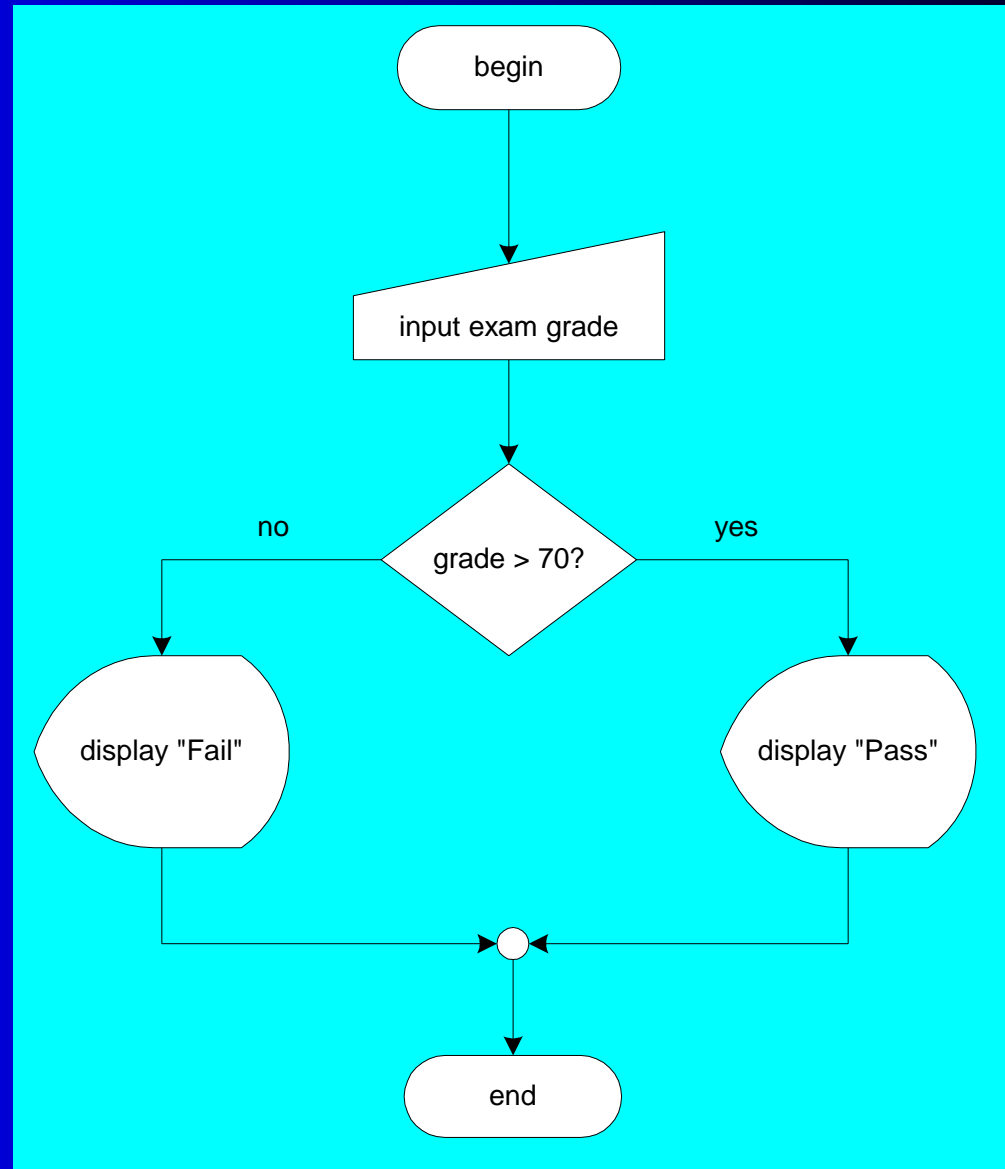 begin
input exam grade
no
yes
grade > 70?
display "Fail"
display "Pass"
end